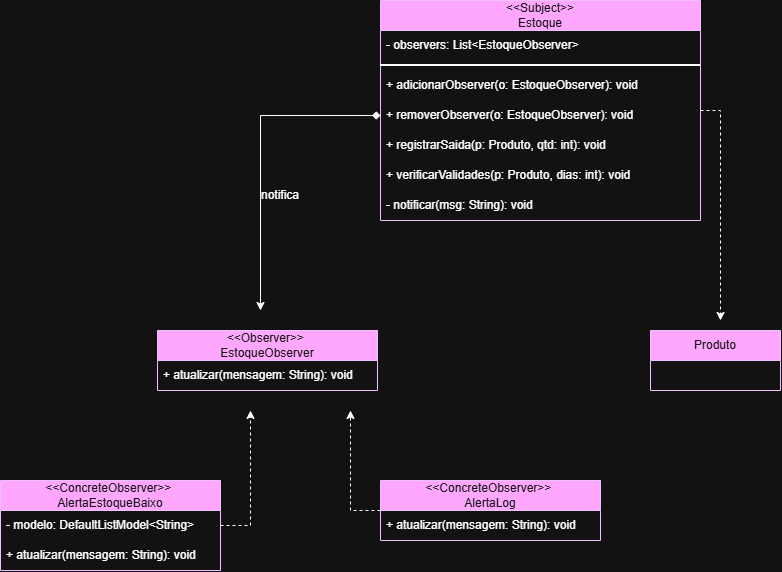 <<Subject>>
Estoque
- observers: List<EstoqueObserver>
+ adicionarObserver(o: EstoqueObserver): void
+ removerObserver(o: EstoqueObserver): void
+ registrarSaida(p: Produto, qtd: int): void
+ verificarValidades(p: Produto, dias: int): void
- notificar(msg: String): void
notifica
<<Observer>>
EstoqueObserver
+ atualizar(mensagem: String): void
Produto
<<ConcreteObserver>>
AlertaEstoqueBaixo
- modelo: DefaultListModel<String>
+ atualizar(mensagem: String): void
<<ConcreteObserver>>
AlertaLog
+ atualizar(mensagem: String): void